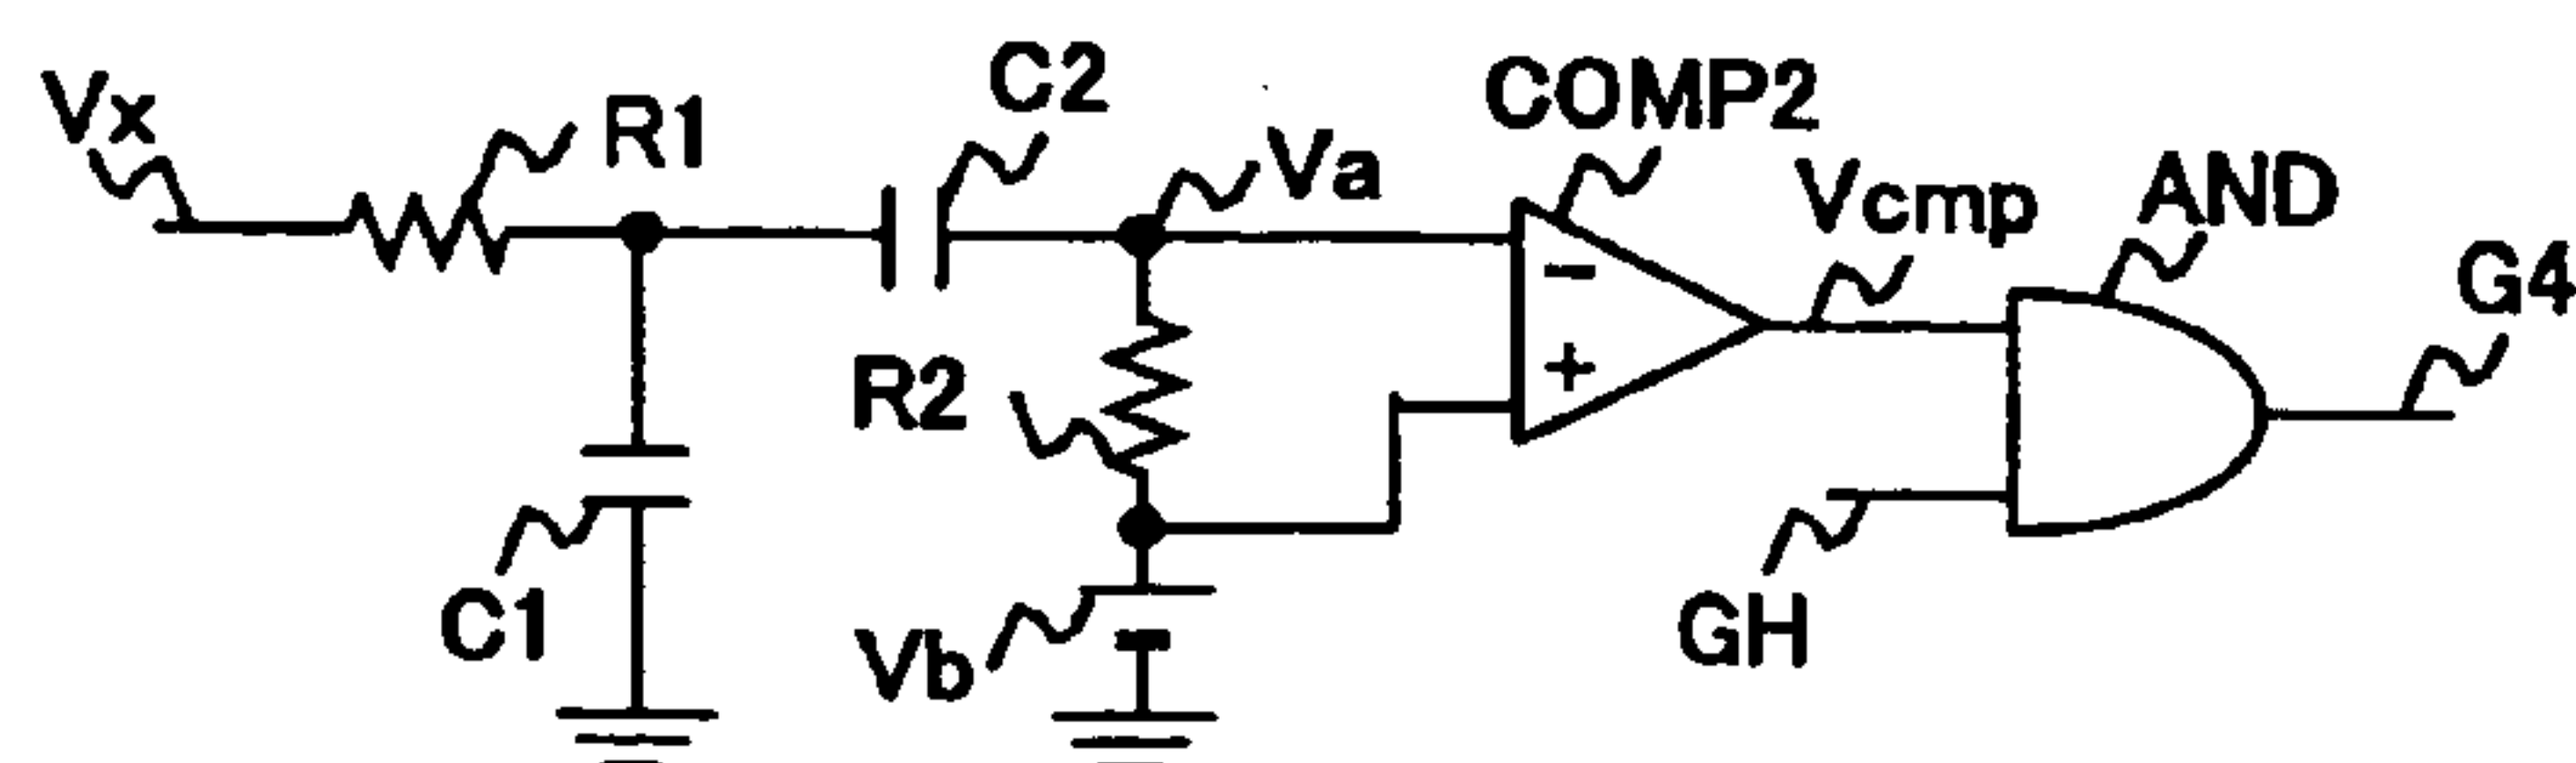 Vx
R1
C2
Va
COMP2
Vcmp
AND
G4
R2
C1
Vb
GH
−
+